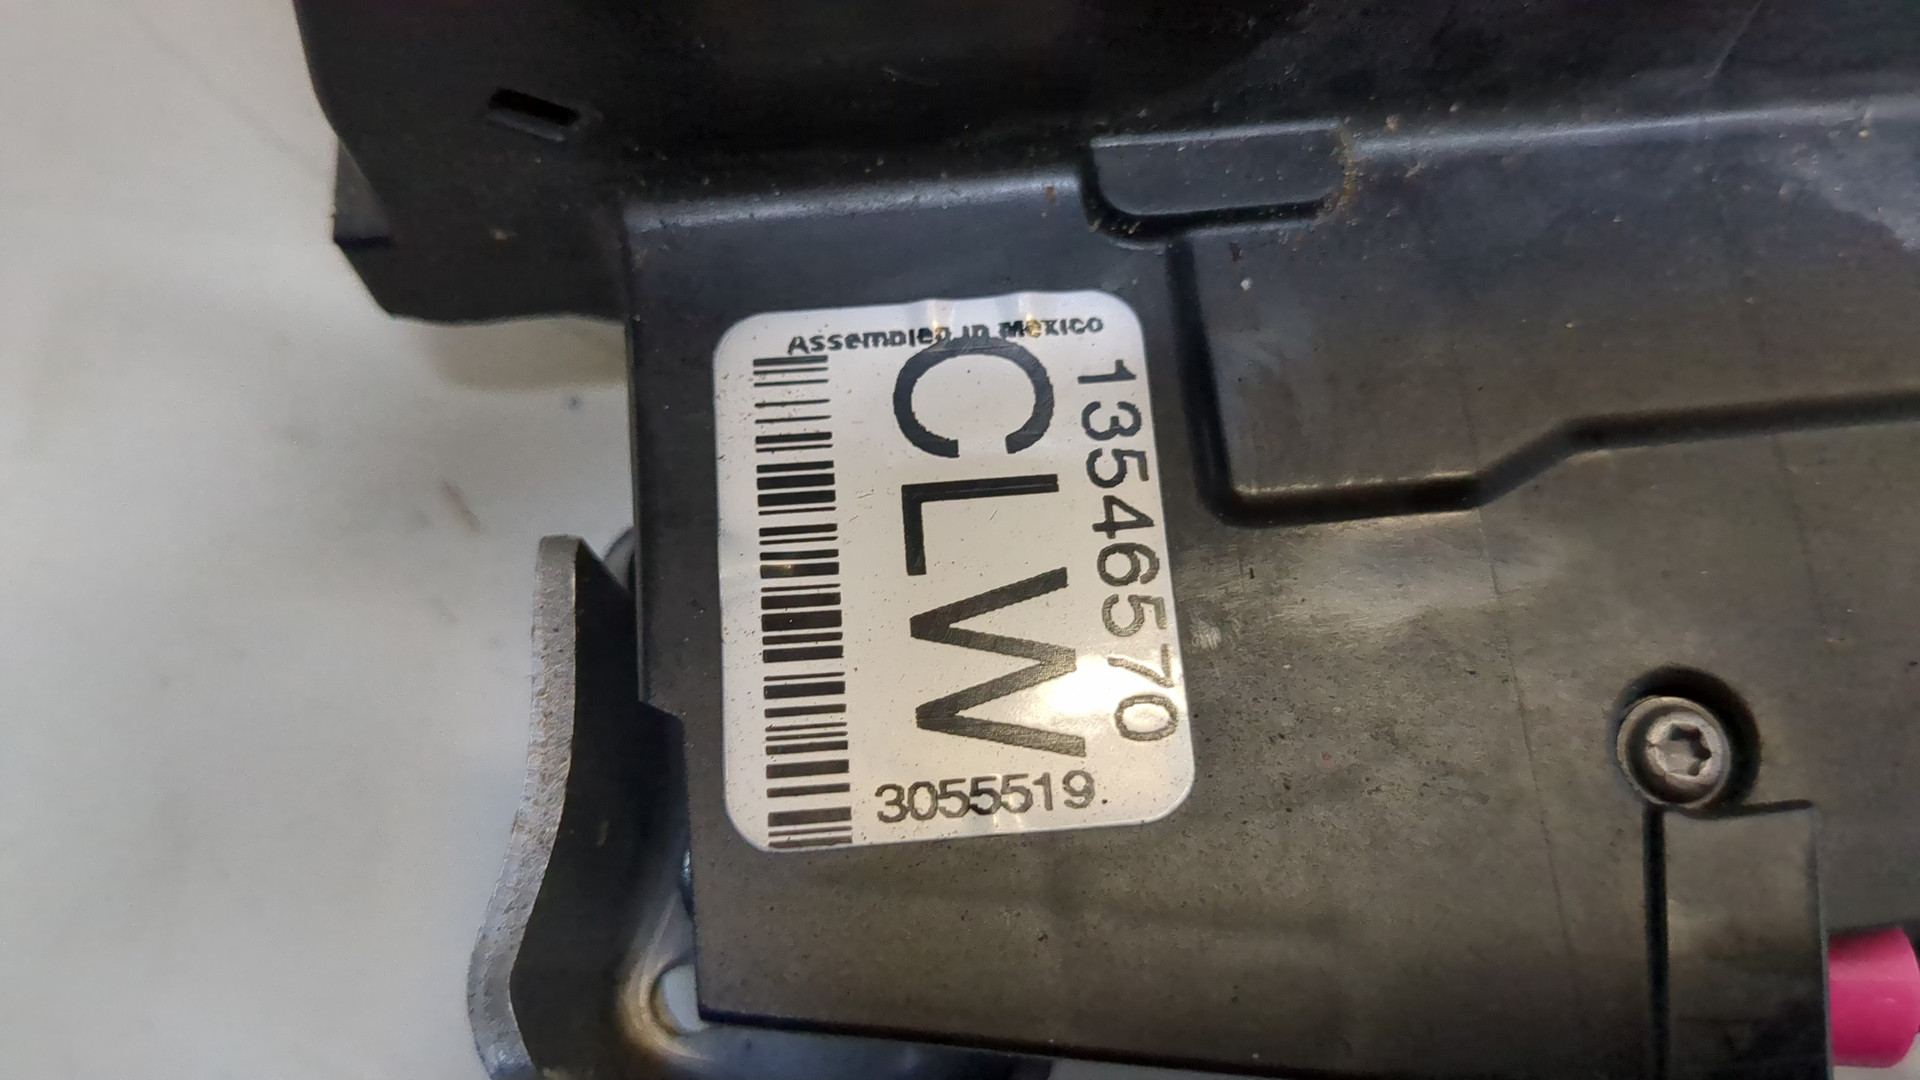 Assembled in Mexico
13546570
CLW
3055519